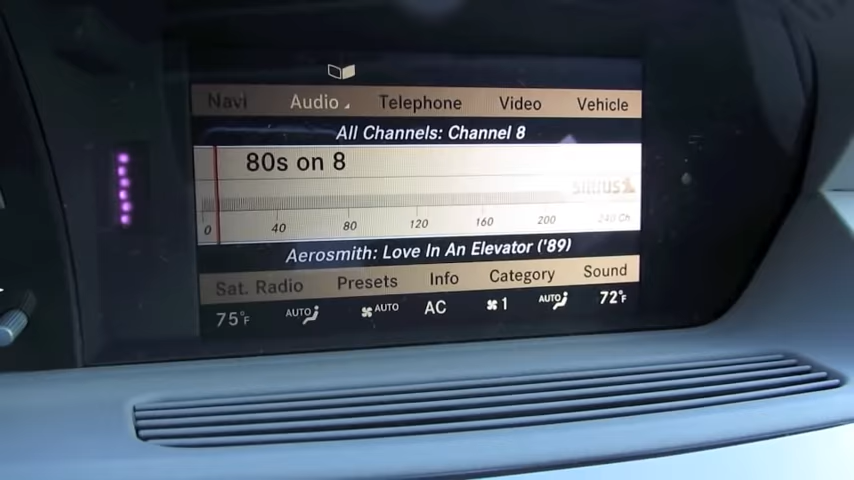 Navi Audio Telephone Video Vehicle
All Channels: Channel 8
80s on 8
SIRIUS
0 40 80 120 160 200 240 Ch
Aerosmith: Love In An Elevator ('89)
Sat. Radio Presets Info Category Sound
75°F AUTO AUTO AC 1 AUTO 72°F